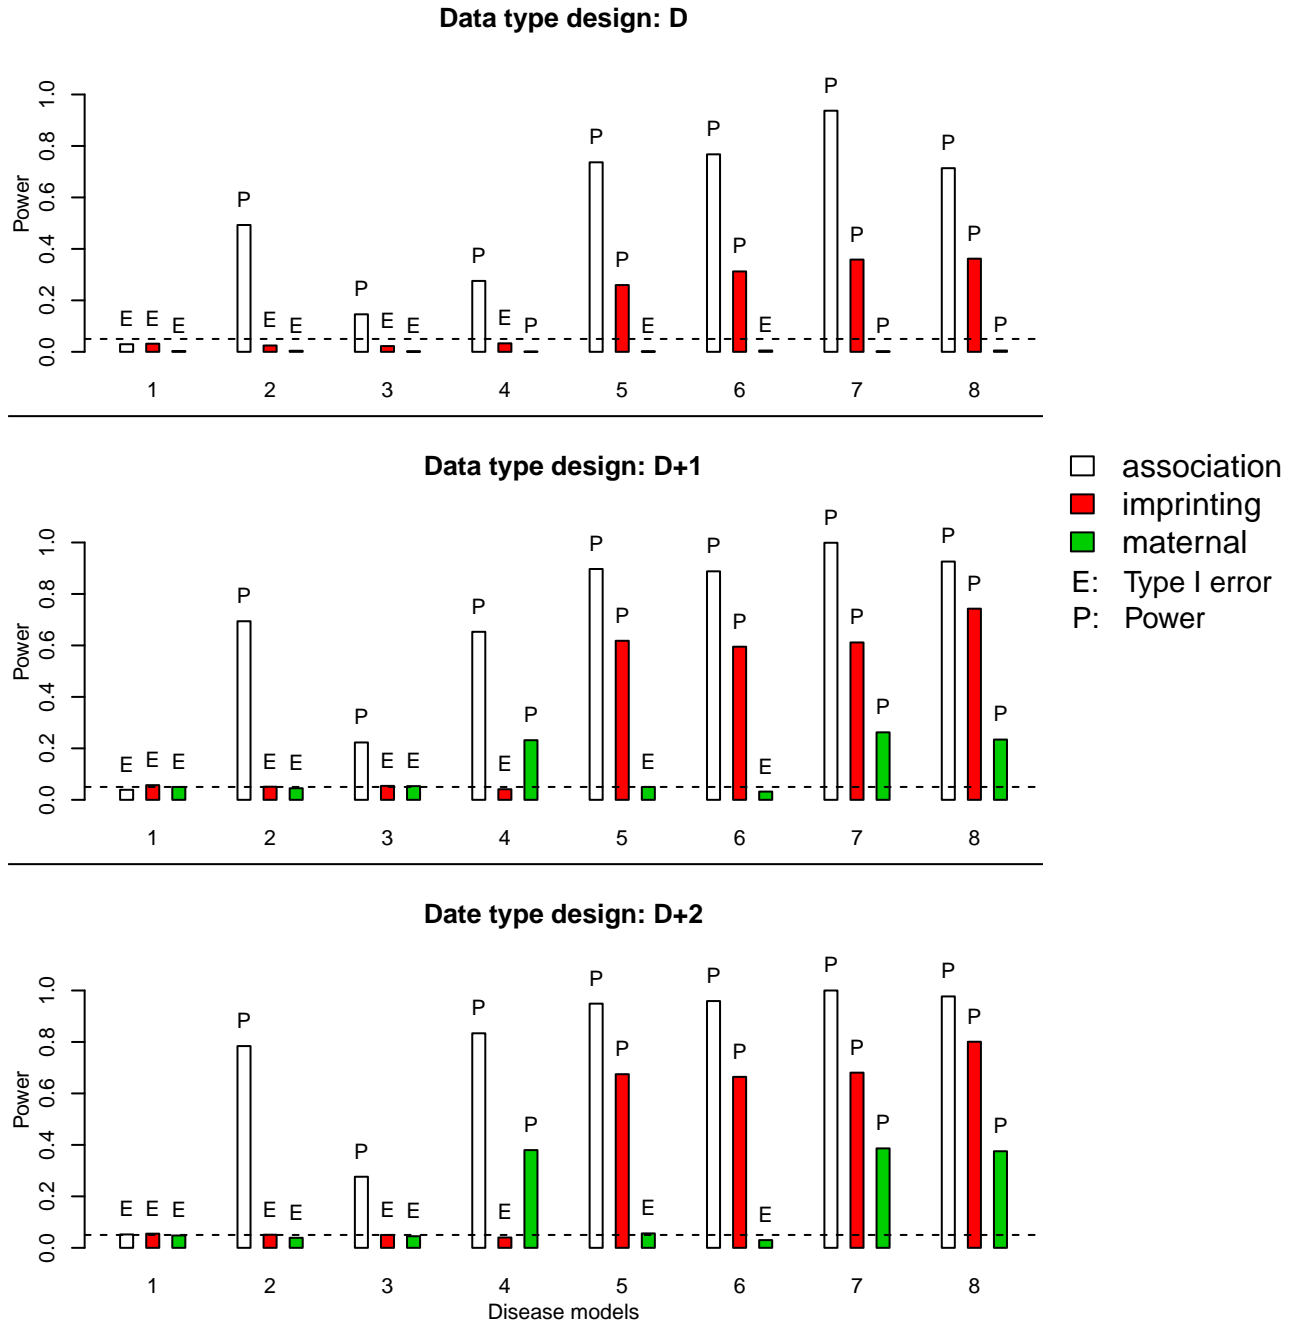 Data type design: D
Power
0.0 0.2 0.4 0.6 0.8 1.0
E E E P E E P E E P E P P P E P P E P P P P P P
1 2 3 4 5 6 7 8
Data type design: D+1
Power
0.0 0.2 0.4 0.6 0.8 1.0
E E E P E E P E E P E P P P E P P E P P P P P P
1 2 3 4 5 6 7 8
association
imprinting
maternal
E: Type I error
P: Power
Date type design: D+2
Power
0.0 0.2 0.4 0.6 0.8 1.0
E E E P E E P E E P E P P P E P P E P P P P P P
1 2 3 4 5 6 7 8
Disease models